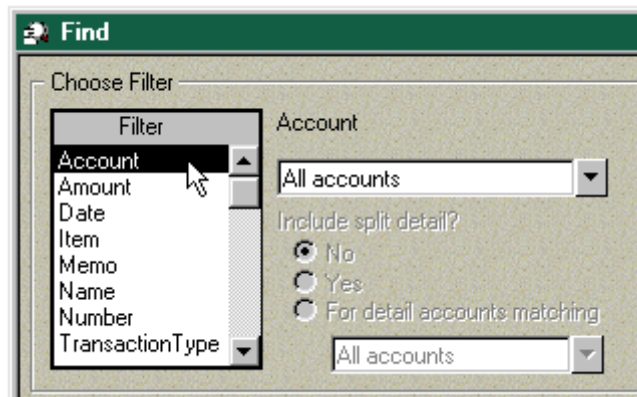 Find
Choose Filter
Filter
Account
Amount
Date
Item
Memo
Name
Number
TransactionType
Account
All accounts
Include split detail?
No
Yes
For detail accounts matching
All accounts